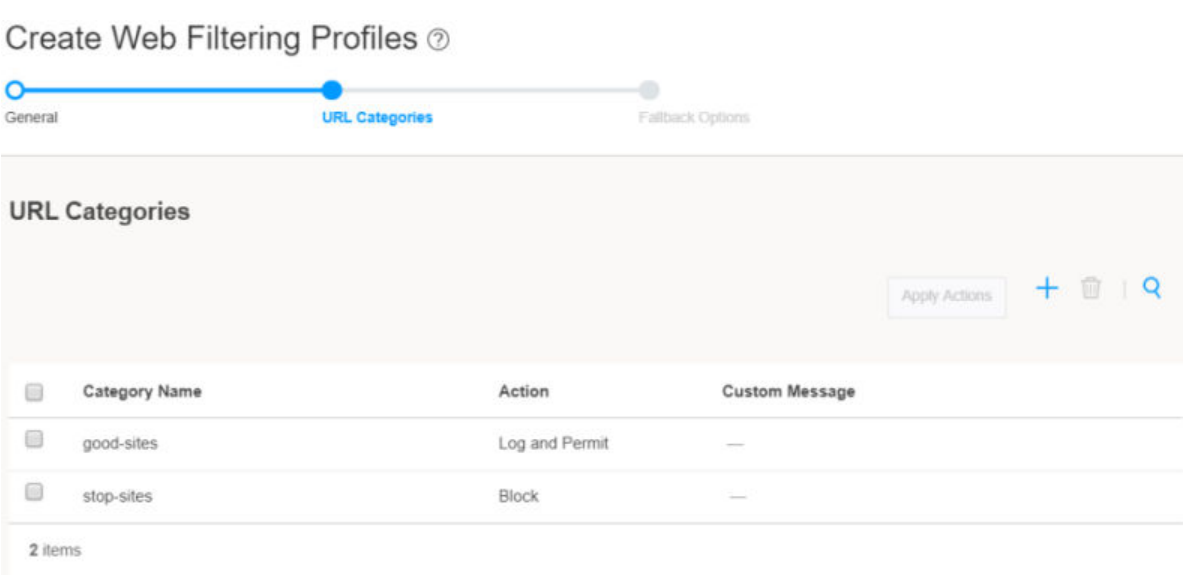 Create Web Filtering Profiles ?
General URL Categories Fallback Options
URL Categories
Apply Actions
Category Name Action Custom Message
good-sites Log and Permit —
stop-sites Block —
2 items